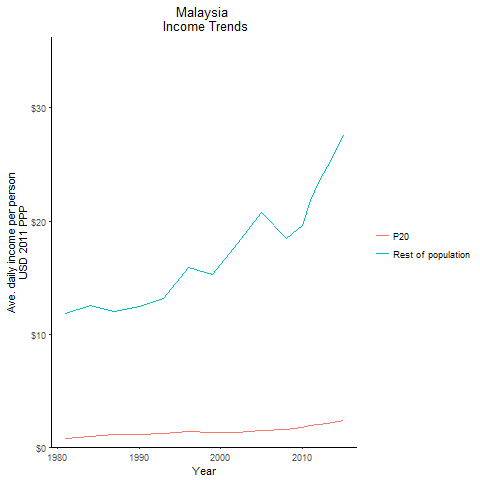 Malaysia
Income Trends
Ave. daily income per person
USD 2011 PPP
$30
$20
$10
$0
1980
1990
2000
2010
Year
P20
Rest of population